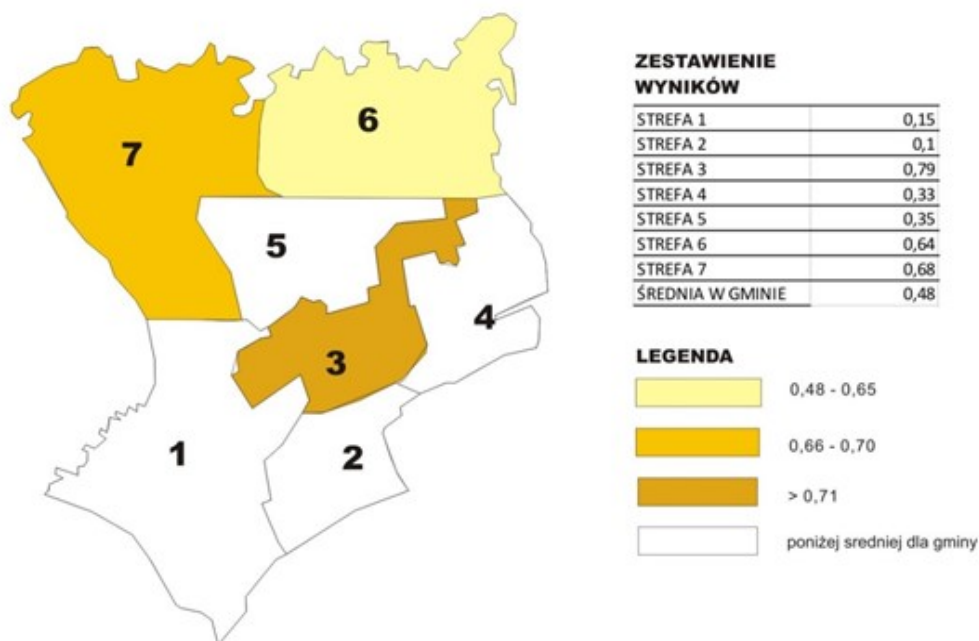 6
7
5
4
3
1
2
ZESTAWIENIE
WYNIKÓW
STREFA 1 0,15
STREFA 2 0,1
STREFA 3 0,79
STREFA 4 0,33
STREFA 5 0,35
STREFA 6 0,64
STREFA 7 0,68
ŚREDNIA W GMINIE 0,48
LEGENDA
0,48 - 0,65
0,66 - 0,70
> 0,71
poniżej sredniej dla gminy